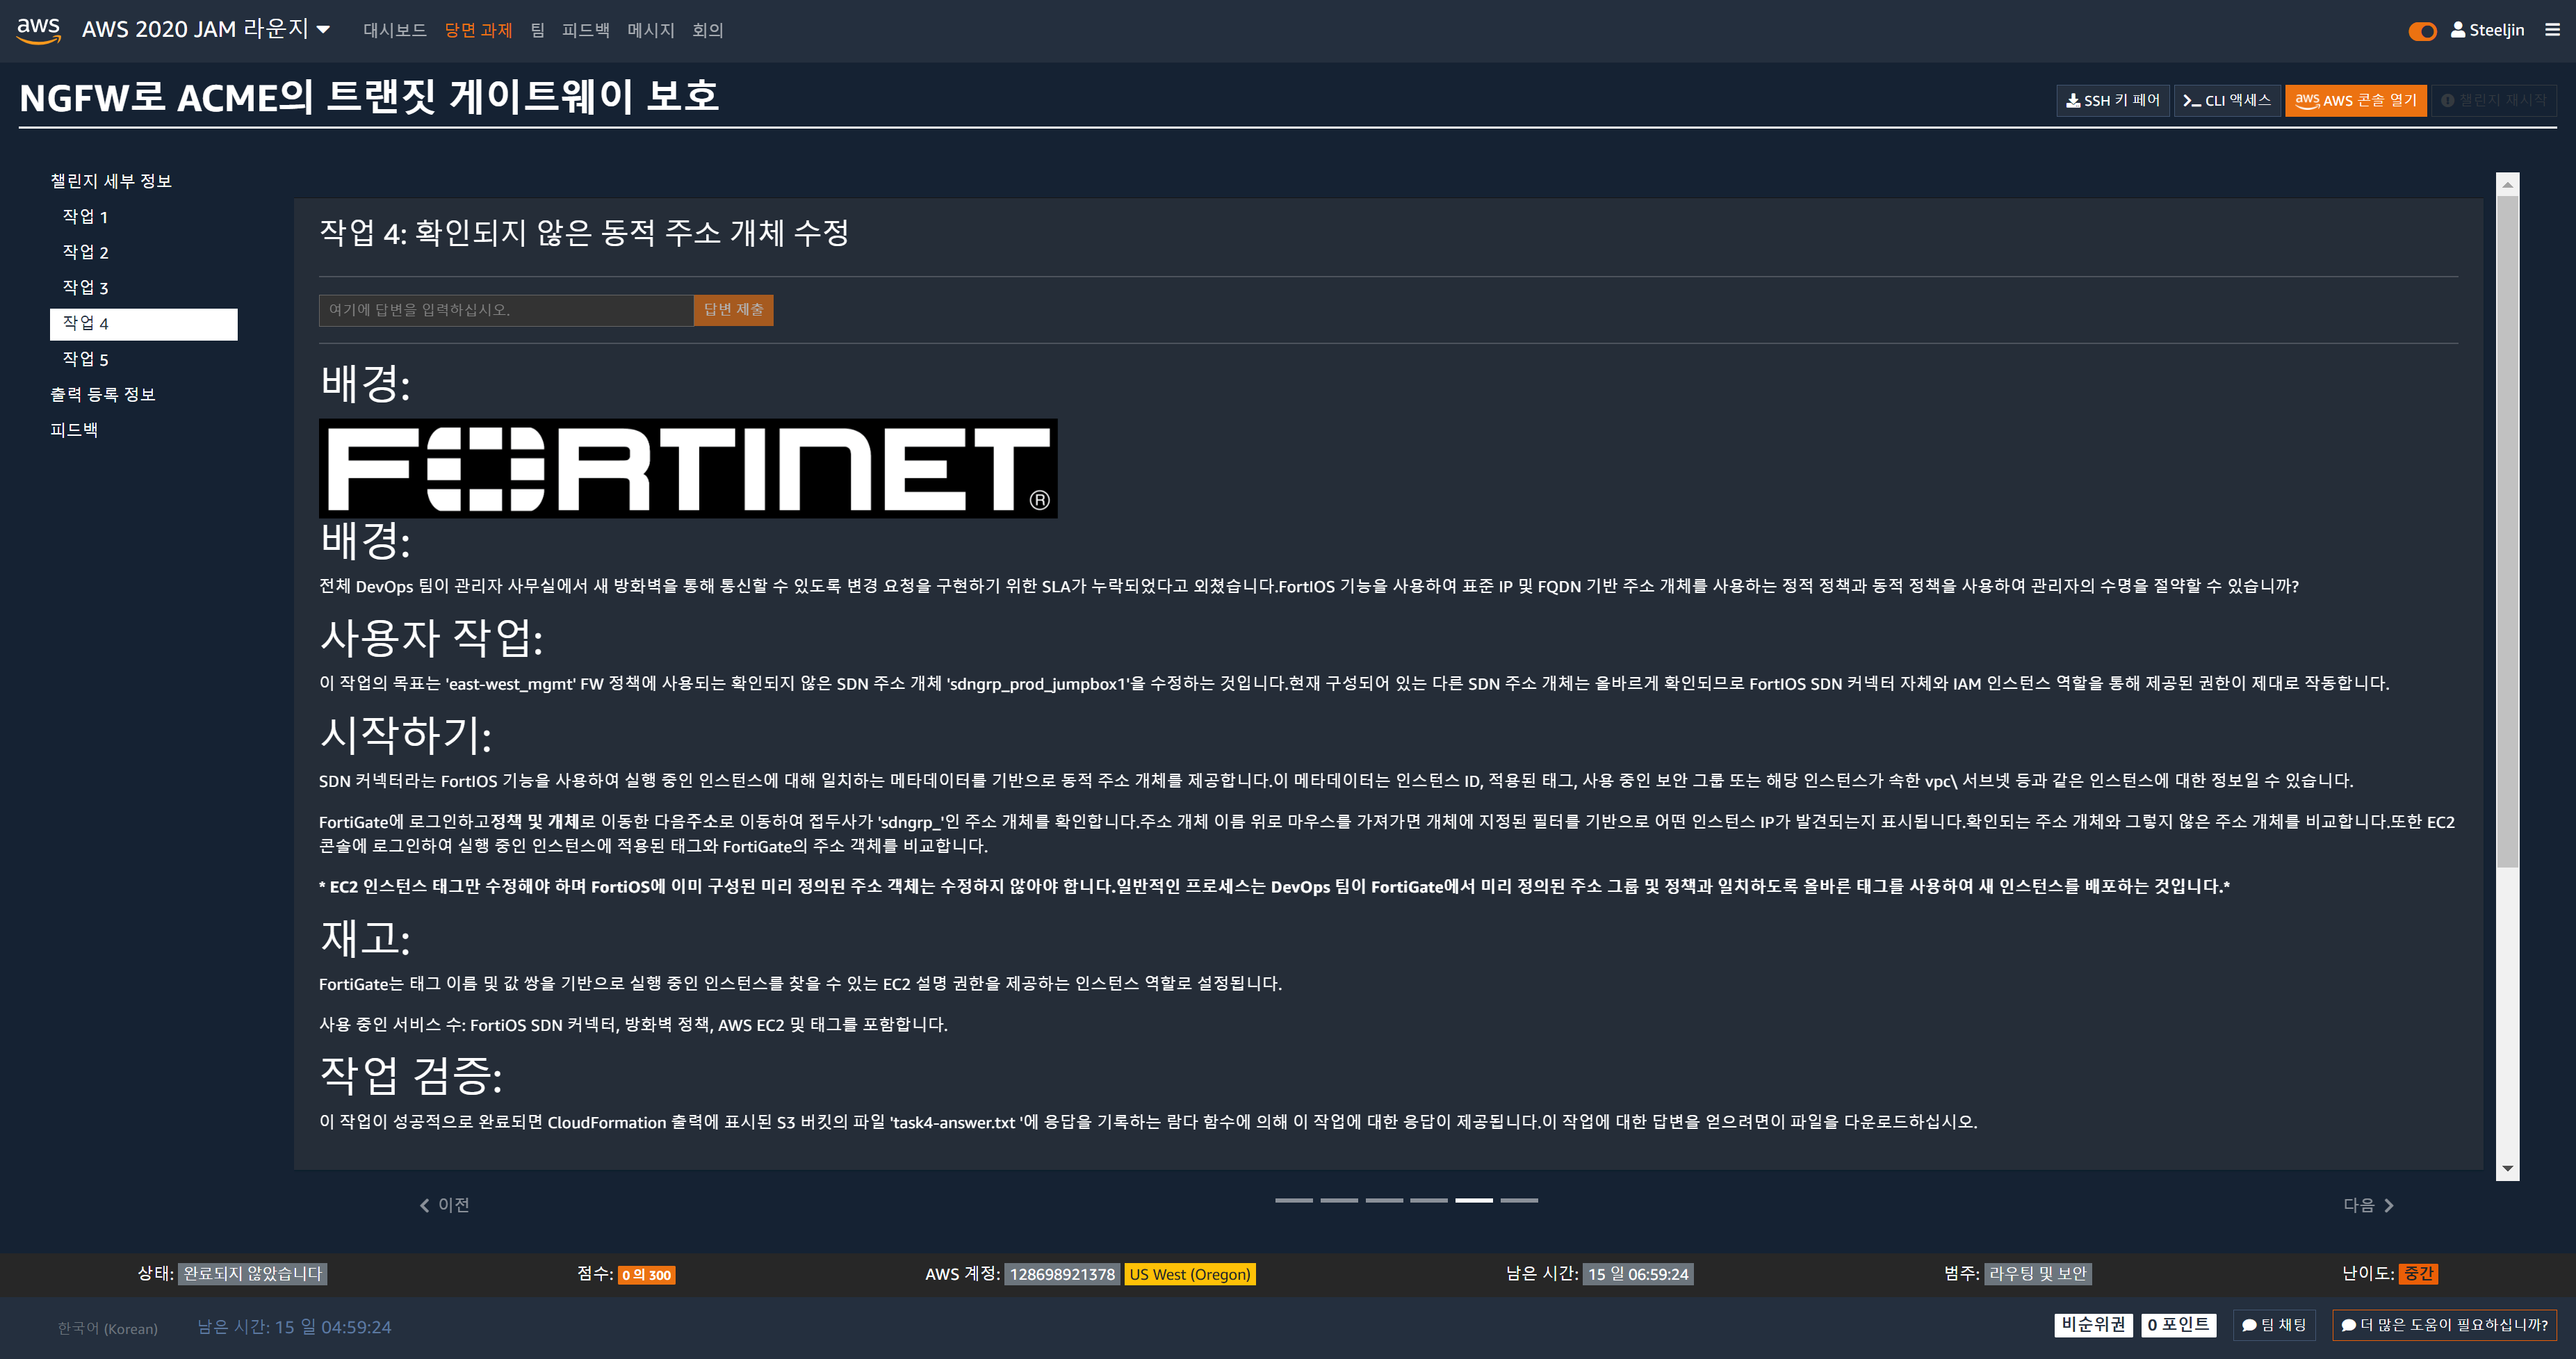 aws AWS 2020 JAM 라운지 대시보드 당면 과제 팀 피드백 메시지 회의 Steeljin
NGFW로 ACME의 트랜짓 게이트웨이 보호
SSH 키 페어 CLI 액세스 aws AWS 콘솔 열기 챌린지 재시작
챌린지 세부 정보
작업 1
작업 2
작업 3
작업 4
작업 5
출력 등록 정보
피드백
작업 4: 확인되지 않은 동적 주소 개체 수정
여기에 답변을 입력하십시오. 답변 제출
배경:
FORTINET®
배경:
전체 DevOps 팀이 관리자 사무실에서 새 방화벽을 통해 통신할 수 있도록 변경 요청을 구현하기 위한 SLA가 누락되었다고 외쳤습니다.FortIOS 기능을 사용하여 표준 IP 및 FQDN 기반 주소 개체를 사용하는 정적 정책과 동적 정책을 사용하여 관리자의 수명을 절약할 수 있습니까?
사용자 작업:
이 작업의 목표는 'east-west_mgmt' FW 정책에 사용되는 확인되지 않은 SDN 주소 개체 'sdngrp_prod_jumpbox1'을 수정하는 것입니다.현재 구성되어 있는 다른 SDN 주소 개체는 올바르게 확인되므로 FortIOS SDN 커넥터 자체와 IAM 인스턴스 역할을 통해 제공된 권한이 제대로 작동합니다.
시작하기:
SDN 커넥터라는 FortIOS 기능을 사용하여 실행 중인 인스턴스에 대해 일치하는 메타데이터를 기반으로 동적 주소 개체를 제공합니다.이 메타데이터는 인스턴스 ID, 적용된 태그, 사용 중인 보안 그룹 또는 해당 인스턴스가 속한 vpc\ 서브넷 등과 같은 인스턴스에 대한 정보일 수 있습니다.
FortiGate에 로그인하고정책 및 개체로 이동한 다음주소로 이동하여 접두사가 'sdngrp_'인 주소 개체를 확인합니다.주소 개체 이름 위로 마우스를 가져가면 개체에 지정된 필터를 기반으로 어떤 인스턴스 IP가 발견되는지 표시됩니다.확인되는 주소 개체와 그렇지 않은 주소 개체를 비교합니다.또한 EC2
콘솔에 로그인하여 실행 중인 인스턴스에 적용된 태그와 FortiGate의 주소 객체를 비교합니다.
* EC2 인스턴스 태그만 수정해야 하며 FortiOS에 이미 구성된 미리 정의된 주소 객체는 수정하지 않아야 합니다.일반적인 프로세스는 DevOps 팀이 FortiGate에서 미리 정의된 주소 그룹 및 정책과 일치하도록 올바른 태그를 사용하여 새 인스턴스를 배포하는 것입니다.*
재고:
FortiGate는 태그 이름 및 값 쌍을 기반으로 실행 중인 인스턴스를 찾을 수 있는 EC2 설명 권한을 제공하는 인스턴스 역할로 설정됩니다.
사용 중인 서비스 수: FortiOS SDN 커넥터, 방화벽 정책, AWS EC2 및 태그를 포함합니다.
작업 검증:
이 작업이 성공적으로 완료되면 CloudFormation 출력에 표시된 S3 버킷의 파일 'task4-answer.txt '에 응답을 기록하는 람다 함수에 의해 이 작업에 대한 응답이 제공됩니다.이 작업에 대한 답변을 얻으려면이 파일을 다운로드하십시오.
이전 다음
상태: 완료되지 않았습니다 점수: 0 의 300 AWS 계정: 128698921378 US West (Oregon) 남은 시간: 15 일 06:59:24 범주: 라우팅 및 보안 난이도: 중간
한국어 (Korean) 남은 시간: 15 일 04:59:24 비순위권 0 포인트 팀 채팅 더 많은 도움이 필요하십니까?